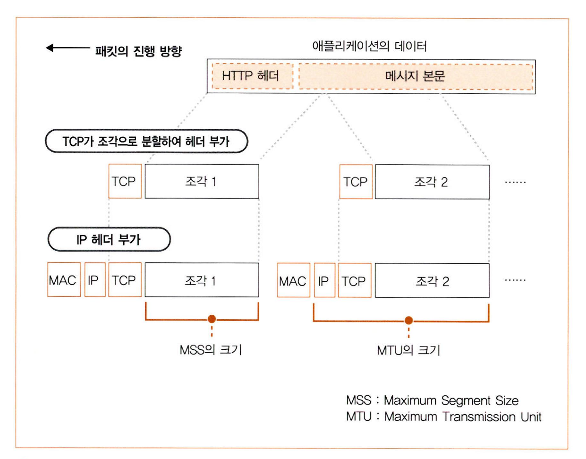 패킷의 진행 방향
애플리케이션의 데이터
HTTP 헤더
메시지 본문
TCP가 조각으로 분할하여 헤더 부가
TCP
조각 1
TCP
조각 2
……
IP 헤더 부가
MAC
IP
TCP
조각 1
MAC
IP
TCP
조각 2
……
MSS의 크기
MTU의 크기
MSS : Maximum Segment Size
MTU : Maximum Transmission Unit